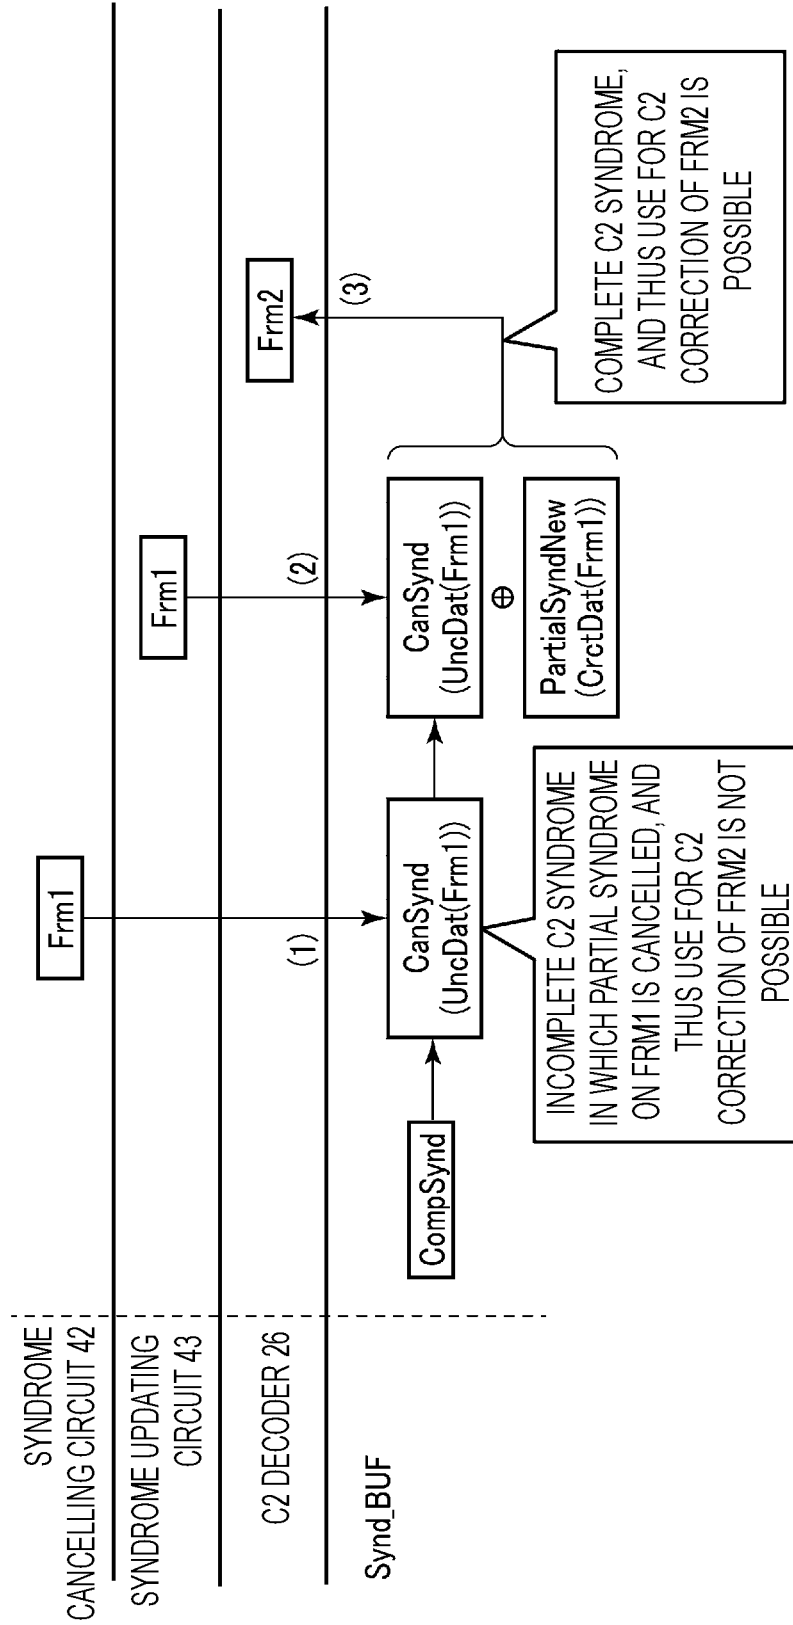 SYNDROME
CANCELLING CIRCUIT 42
Frm1
SYNDROME UPDATING
CIRCUIT 43
Frm1
C2 DECODER 26
Frm2
Synd_BUF
(1)
(2)
(3)
CompSynd
CanSynd
(UncDat(Frm1))
CanSynd
(UncDat(Frm1))
⊕
PartialSyndNew
(CrctDat(Frm1))
INCOMPLETE C2 SYNDROME
IN WHICH PARTIAL SYNDROME
ON FRM1 IS CANCELLED, AND
THUS USE FOR C2
CORRECTION OF FRM2 IS NOT
POSSIBLE
COMPLETE C2 SYNDROME,
AND THUS USE FOR C2
CORRECTION OF FRM2 IS
POSSIBLE